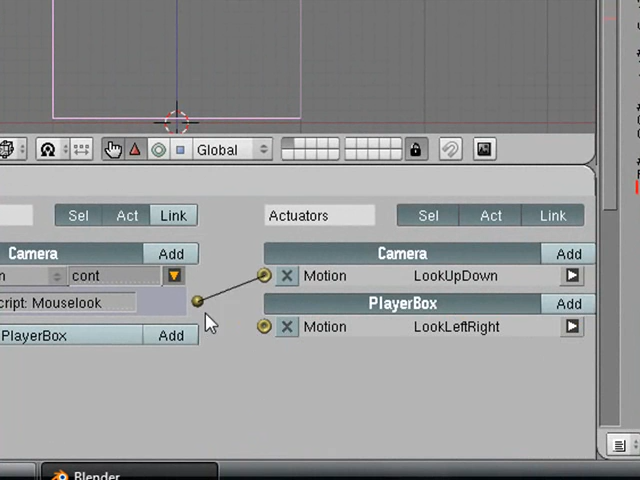 Global
Sel Act Link Actuators Sel Act Link
Camera Add Camera Add
cont Motion LookUpDown
cript: Mouselook PlayerBox Add
PlayerBox Add Motion LookLeftRight
Blender